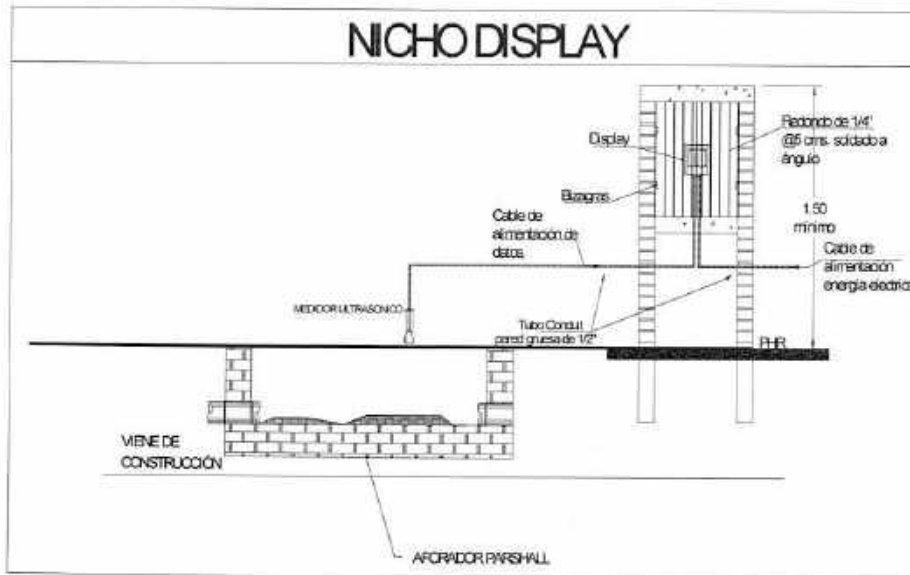 NICHO DISPLAY
Display
Redondo de 1/4"
@5 cms. soldado a
ángulo
Bizagras
1.50
mínimo
Cable de
alimentación de
datos
Cable de
alimentación
energía electrica
MEDIDOR ULTRASONICO
Tubo Conduit
pared gruesa de 1/2"
PHR
VIENE DE
CONSTRUCCIÓN
AFORADOR PARSHALL